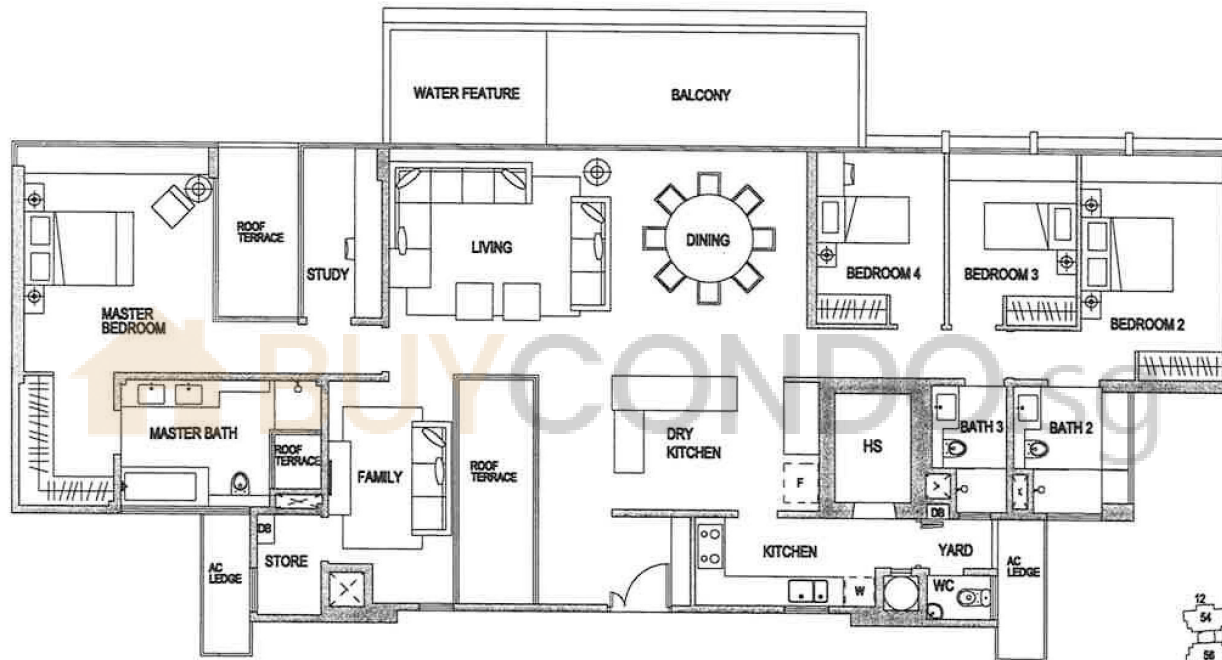 WATER FEATURE
BALCONY
ROOF
TERRACE
STUDY
LIVING
DINING
BEDROOM 4
BEDROOM 3
BEDROOM 2
MASTER
BEDROOM
BUYCONDO.sg
MASTER BATH
ROOF
TERRACE
FAMILY
ROOF
TERRACE
DRY
KITCHEN
F
HS
BATH 3
BATH 2
DB
STORE
AC
LEDGE
KITCHEN
W
DB
YARD
WC
AC
LEDGE
12
54
56